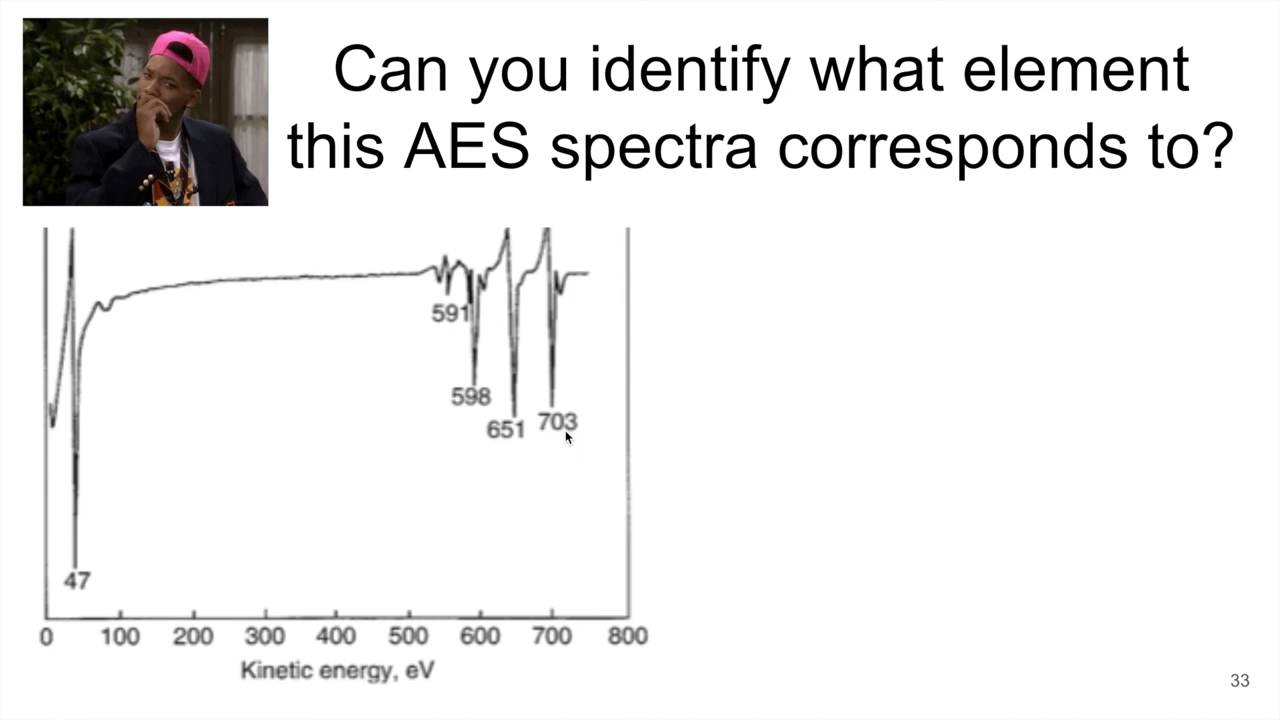 Can you identify what element
this AES spectra corresponds to?
591
598
651
703
47
0 100 200 300 400 500 600 700 800
Kinetic energy, eV
33